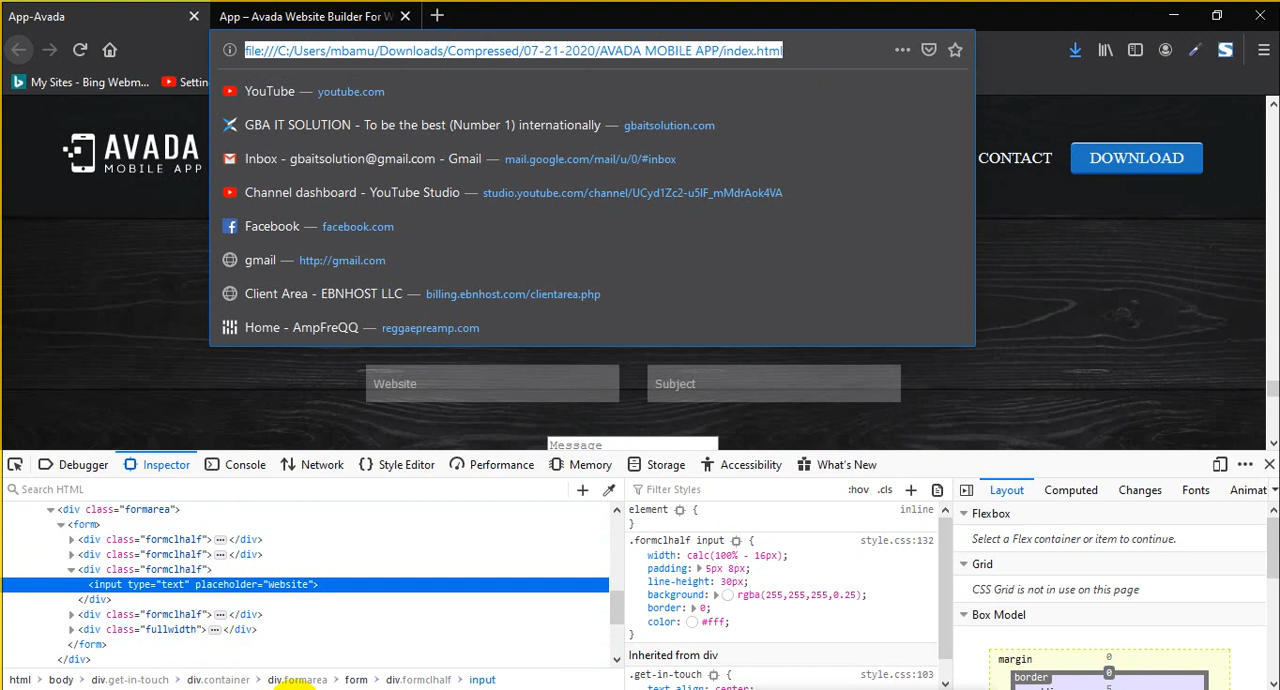 App-Avada
App – Avada Website Builder For W
file:///C:/Users/mbamu/Downloads/Compressed/07-21-2020/AVADA MOBILE APP/index.html
My Sites - Bing Webm...
Settin
YouTube — youtube.com
GBA IT SOLUTION - To be the best (Number 1) internationally — gbaitsolution.com
Inbox - gbaitsolution@gmail.com - Gmail — mail.google.com/mail/u/0/#inbox
Channel dashboard - YouTube Studio — studio.youtube.com/channel/UCyd1Zc2-u5lF_mMdrAok4VA
Facebook — facebook.com
gmail — http://gmail.com
Client Area - EBNHOST LLC — billing.ebnhost.com/clientarea.php
Home - AmpFreQQ — reggaepreamp.com
AVADA
MOBILE APP
CONTACT
DOWNLOAD
Website
Subject
Message
Debugger Inspector Console Network Style Editor Performance Memory Storage Accessibility What's New
Search HTML
<div class="formarea">
<form>
<div class="formclhalf"> ... </div>
<div class="formclhalf"> ... </div>
<div class="formclhalf">
<input type="text" placeholder="Website">
</div>
<div class="formclhalf"> ... </div>
<div class="fullwidth"> ... </div>
</form>
</div>
html > body > div.get-in-touch > div.container > div.formarea > form > div.formclhalf > input
Filter Styles :hov .cls +
element { inline
}
.formclhalf input { style.css:132
width: calc(100% - 16px);
padding: 5px 8px;
line-height: 30px;
background: rgba(255,255,255,0.25);
border: 0;
color: #fff;
}
Inherited from div
.get-in-touch { style.css:103
text-align: center;
Layout Computed Changes Fonts Animat
Flexbox
Select a Flex container or item to continue.
Grid
CSS Grid is not in use on this page
Box Model
margin 0
border 0
5